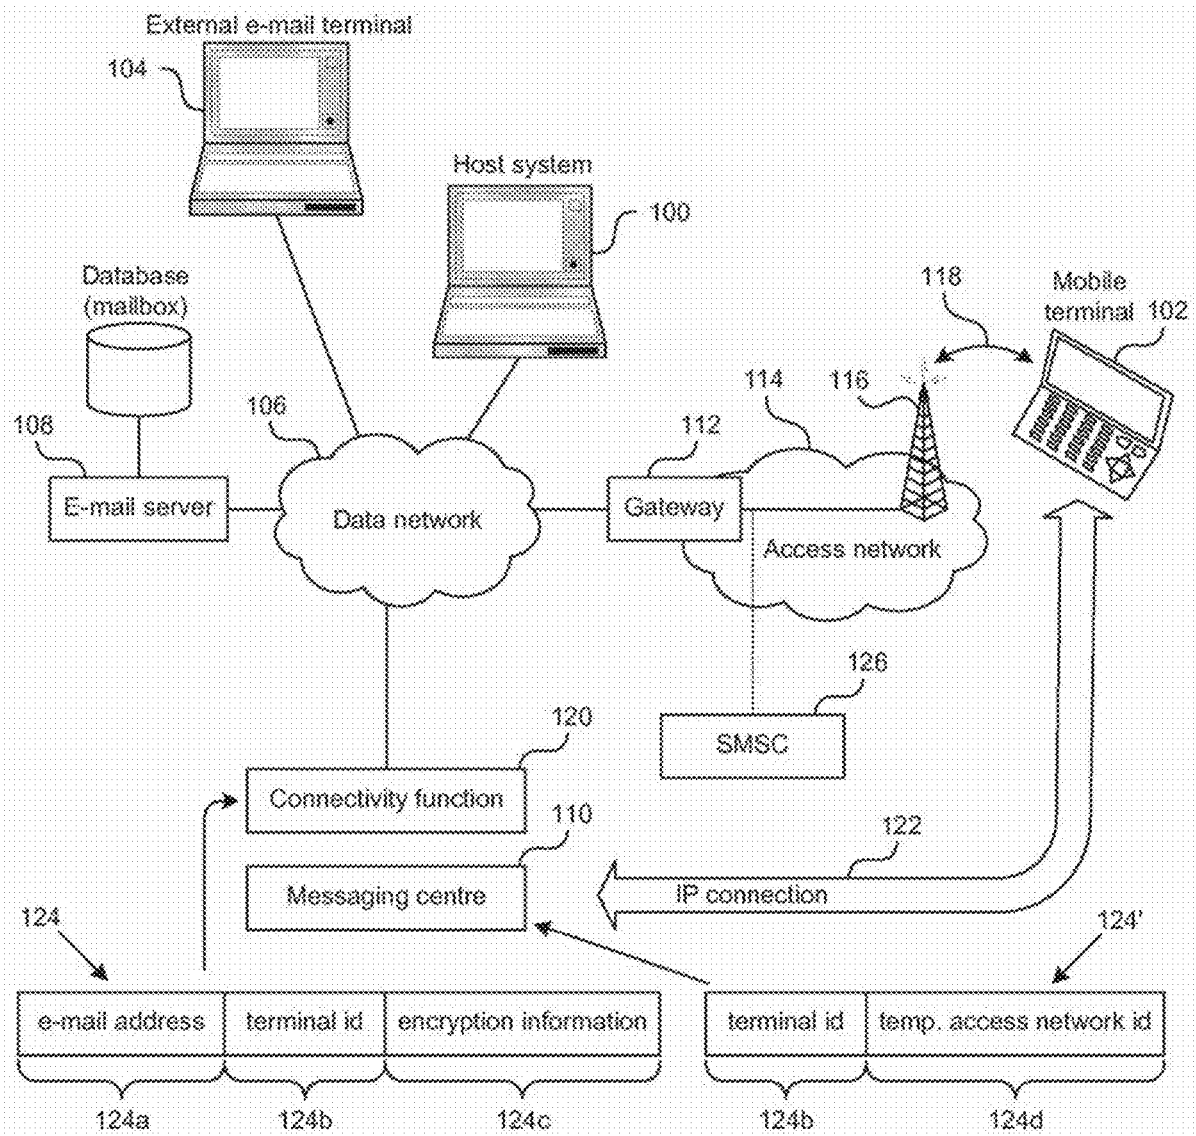 External e-mail terminal
104
Host system
100
Database
(mailbox)
118
Mobile
terminal
102
108
106
112
114
116
E-mail server
Data network
Gateway
Access network
126
SMSC
120
Connectivity function
110
Messaging centre
122
IP connection
124
124'
e-mail address
terminal id
encryption information
terminal id
temp. access network id
124a
124b
124c
124b
124d